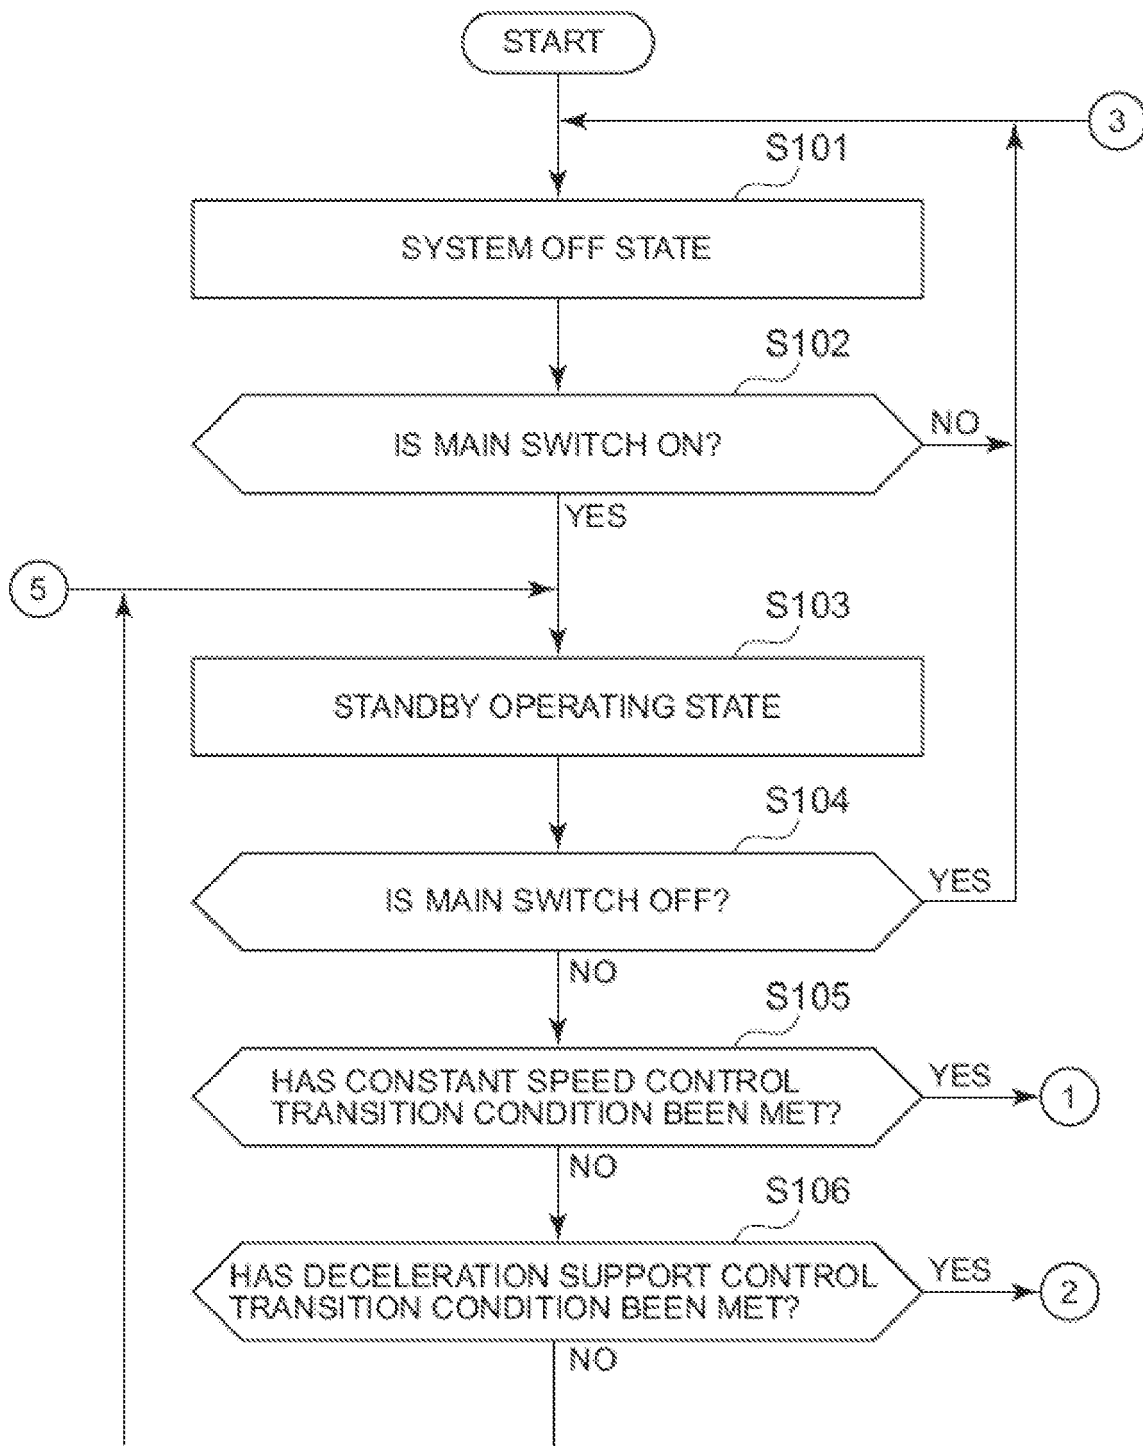 START
3
S101
SYSTEM OFF STATE
S102
IS MAIN SWITCH ON?
NO
YES
5
S103
STANDBY OPERATING STATE
S104
IS MAIN SWITCH OFF?
YES
NO
S105
HAS CONSTANT SPEED CONTROL
TRANSITION CONDITION BEEN MET?
YES
1
NO
S106
HAS DECELERATION SUPPORT CONTROL
TRANSITION CONDITION BEEN MET?
YES
2
NO